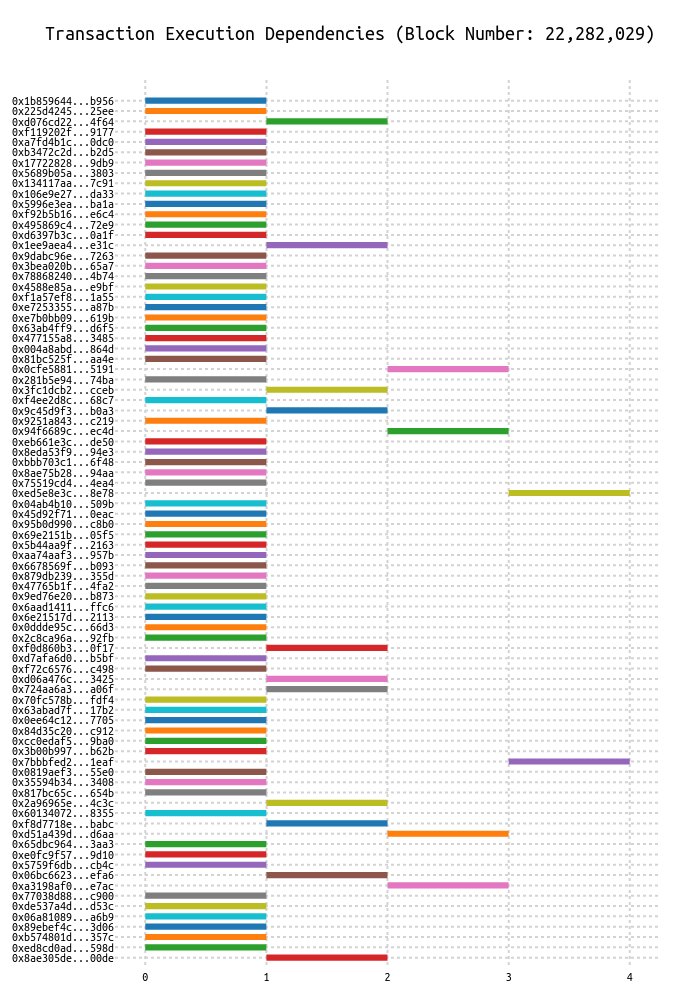 Transaction Execution Dependencies (Block Number: 22,282,029)
0x1b859644...b956
0x225d4245...25ee
0xd076cd22...4f64
0xf119202f...9177
0xa7fd4b1c...0dc0
0xb3472c2d...b2d5
0x17722828...9db9
0x5689b05a...3803
0x134117aa...7c91
0x106e9e27...da33
0x5996e3ea...ba1a
0xf92b5b16...e6c4
0x495869c4...72e9
0xd6397b3c...0a1f
0x1ee9aea4...e31c
0x9dabc96e...7263
0x3bea020b...65a7
0x78868240...4b74
0x4588e85a...e9bf
0xf1a57ef8...1a55
0xe7253355...a87b
0xe7b0bb09...619b
0x63ab4ff9...d6f5
0x477155a8...3485
0x004a8abd...864d
0x81bc525f...aa4e
0x0cfe5881...5191
0x281b5e94...74ba
0x3fc1dcb2...cceb
0xf4ee2d8c...68c7
0x9c45d9f3...b0a3
0x9251a843...c219
0x94f6689c...ec4d
0xeb661e3c...de50
0x8eda53f9...94e3
0xbbb703c1...6f48
0x8ae75b28...94aa
0x75519cd4...4ea4
0xed5e8e3c...8e78
0x04ab4b10...509b
0x45d92f71...0eac
0x95b0d990...c8b0
0x69e2151b...05f5
0x5b44aa9f...2163
0xaa74aaf3...957b
0x6678569f...b093
0x879db239...355d
0x47765b1f...4fa2
0x9ed76e20...b873
0x6aad1411...ffc6
0x6e21517d...2113
0x0ddde95c...66d3
0x2c8ca96a...92fb
0xf0d860b3...0f17
0xd7afa6d0...b5bf
0xf72c6576...c498
0xd06a476c...3425
0x724aa6a3...a06f
0x70fc578b...fdf4
0x63abad7f...17b2
0x0ee64c12...7705
0x84d35c20...c912
0xcc0edaf5...9ba0
0x3b00b997...b62b
0x7bbbfed2...1eaf
0x0819aef3...55e0
0x35594b34...3408
0x817bc65c...654b
0x2a96965e...4c3c
0x60134072...8355
0xf8d7718e...babc
0xd51a439d...d6aa
0x65dbc964...3aa3
0xe0fc9f57...9d10
0x5759f6db...cb4c
0x06bc6623...efa6
0xa3198af0...e7ac
0x77038d88...c900
0xde537a4d...d53c
0x06a81089...a6b9
0x89ebef4c...3d06
0xb574801d...357c
0xed8cd0ad...598d
0x8ae305de...00de
0 1 2 3 4